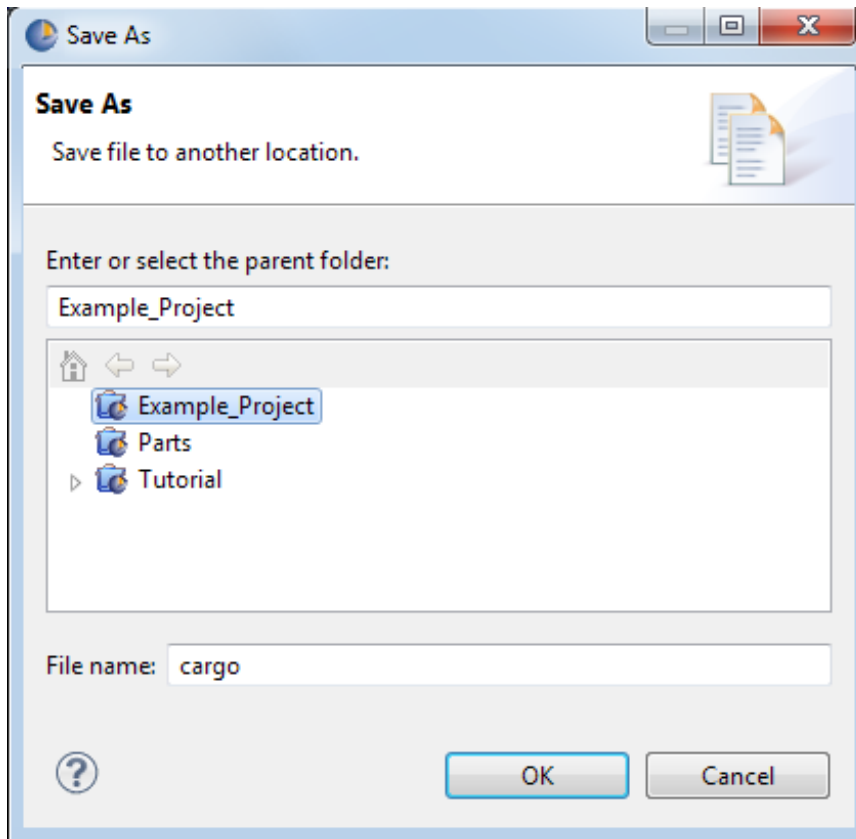 Save As
Save As
Save file to another location.
Enter or select the parent folder:
Example_Project
Example_Project
Parts
Tutorial
File name: cargo
? OK Cancel